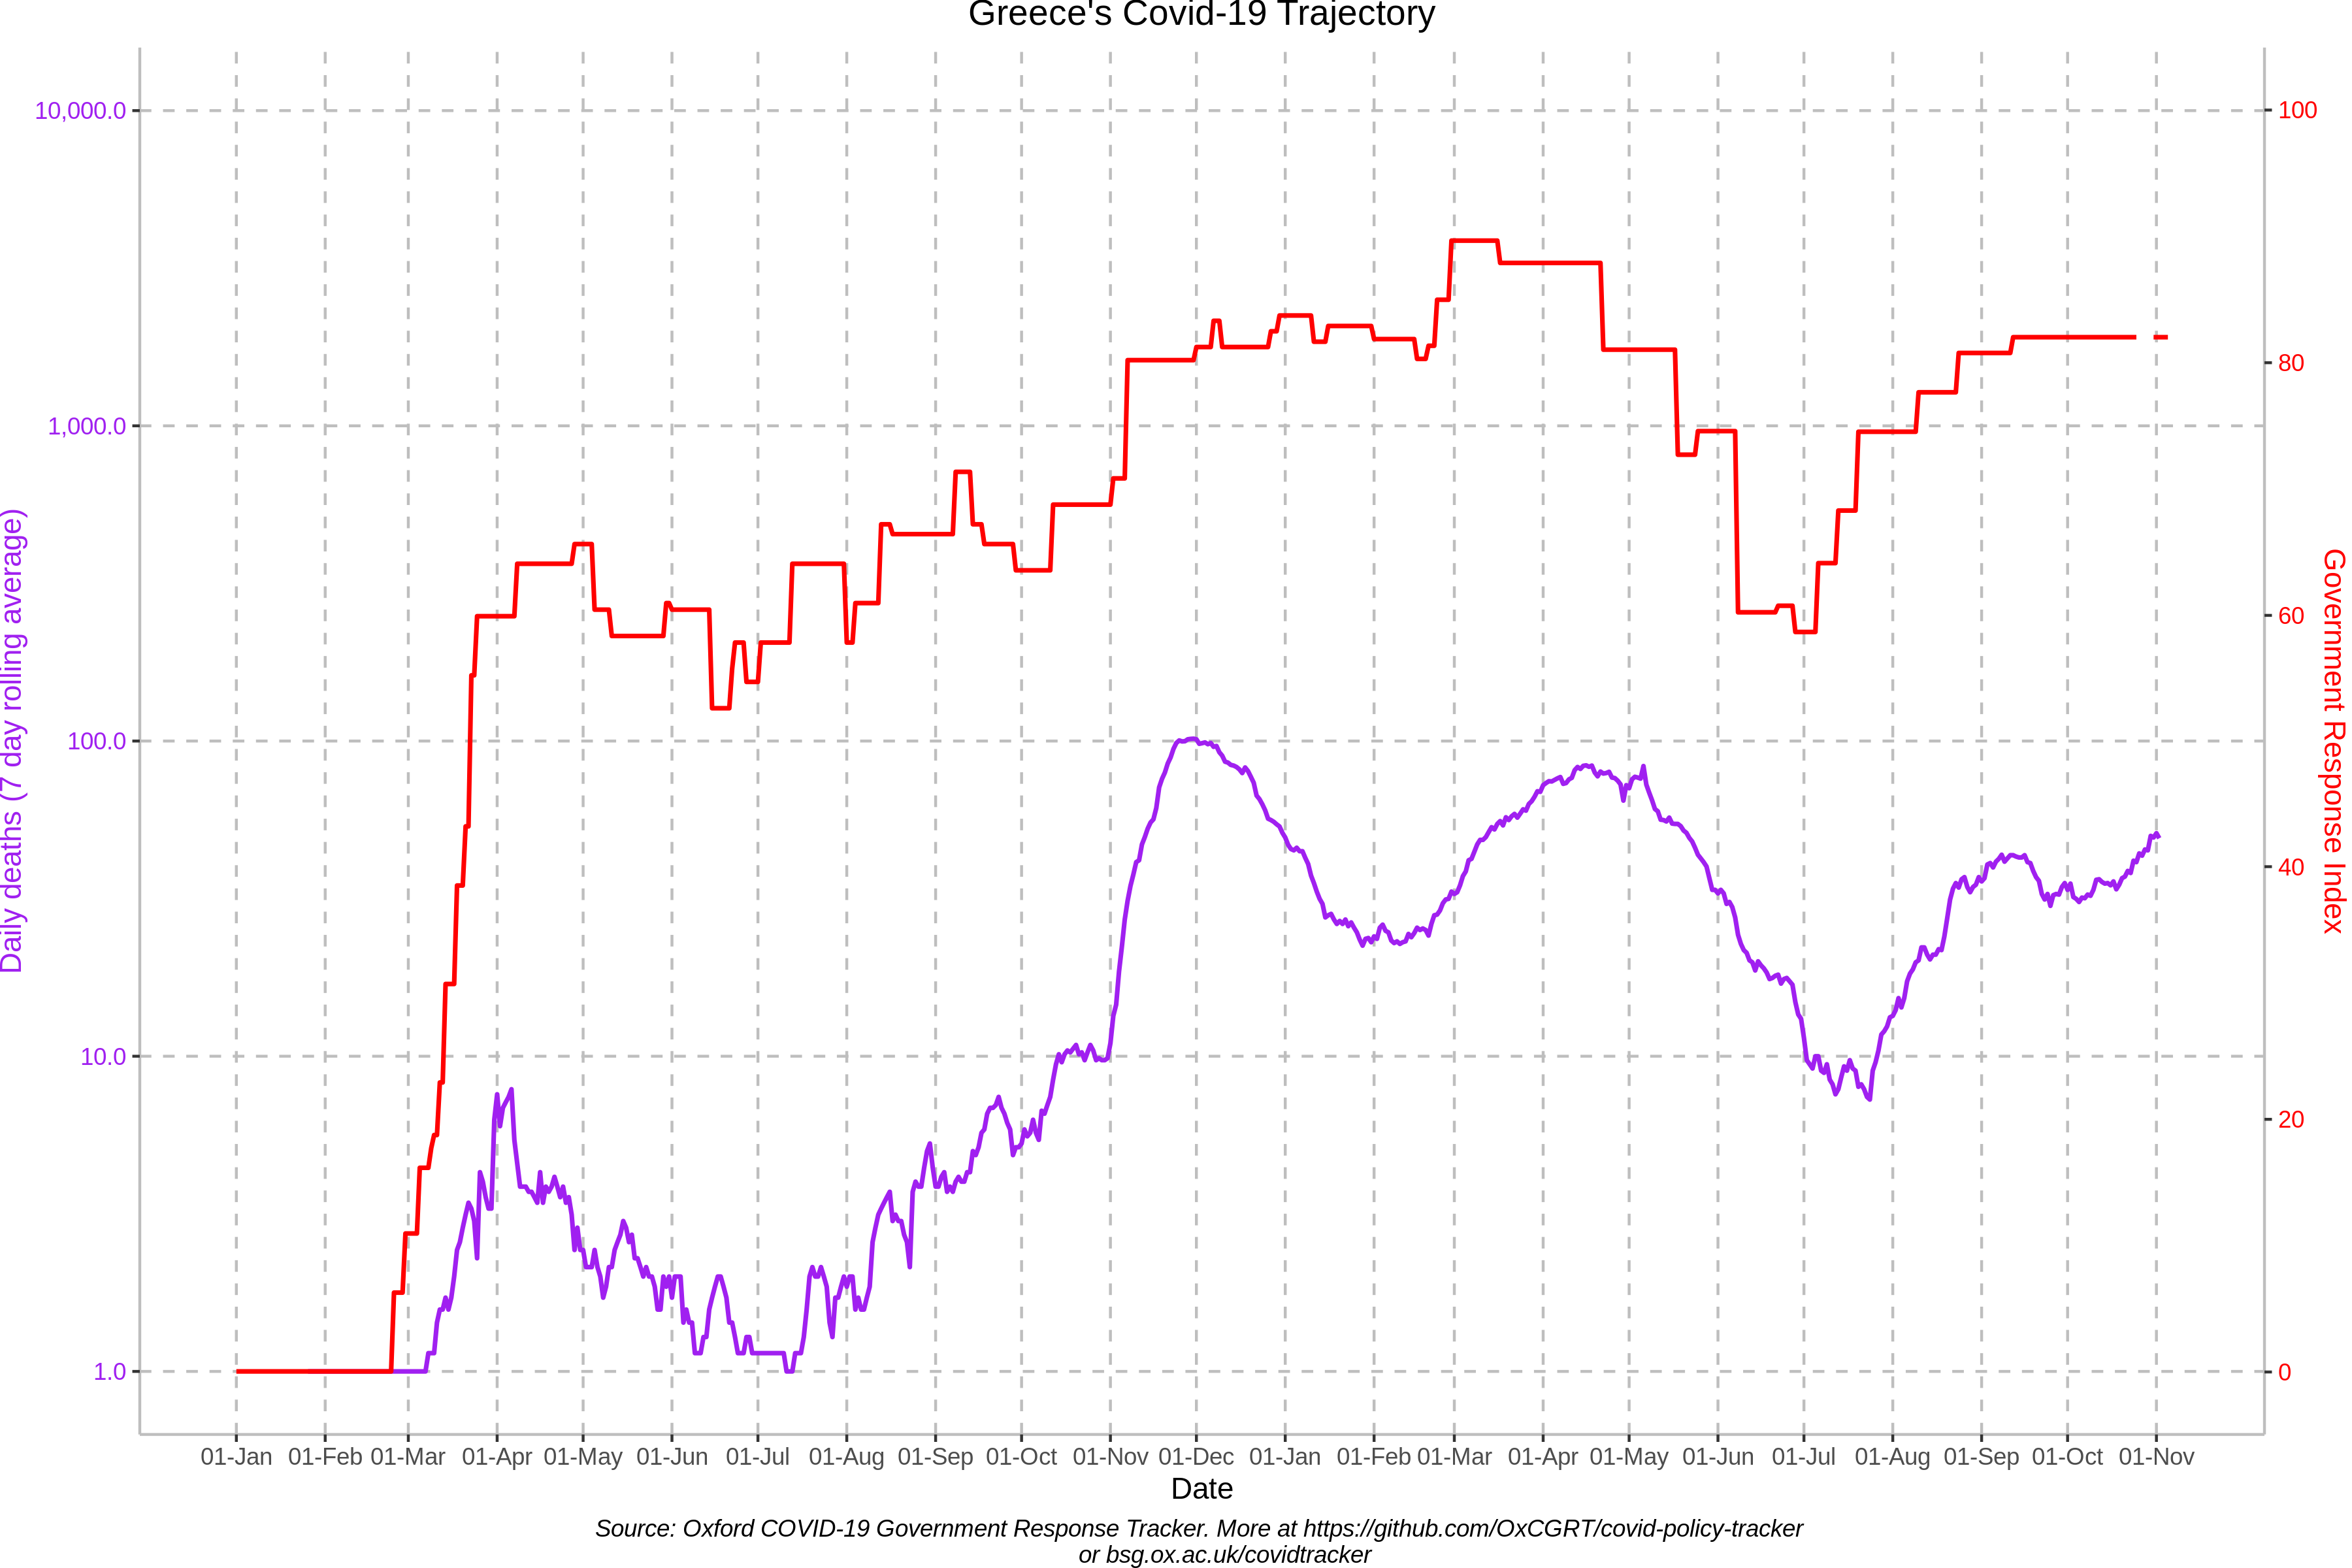 Greece's Covid-19 Trajectory
10,000.0
1,000.0
100.0
10.0
1.0
Daily deaths (7 day rolling average)
100
80
60
40
20
0
Government Response Index
01-Jan 01-Feb 01-Mar 01-Apr 01-May 01-Jun 01-Jul 01-Aug 01-Sep 01-Oct 01-Nov 01-Dec 01-Jan 01-Feb 01-Mar 01-Apr 01-May 01-Jun 01-Jul 01-Aug 01-Sep 01-Oct 01-Nov
Date
Source: Oxford COVID-19 Government Response Tracker. More at https://github.com/OxCGRT/covid-policy-tracker
or bsg.ox.ac.uk/covidtracker